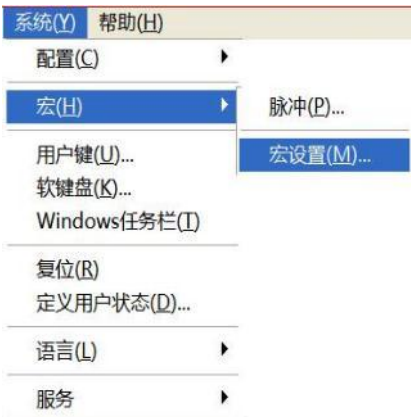 系统(Y) 帮助(H)
配置(C)
宏(H)
脉冲(P)...
宏设置(M)...
用户键(U)...
软键盘(K)...
Windows任务栏(T)
复位(R)
定义用户状态(D)...
语言(L)
服务